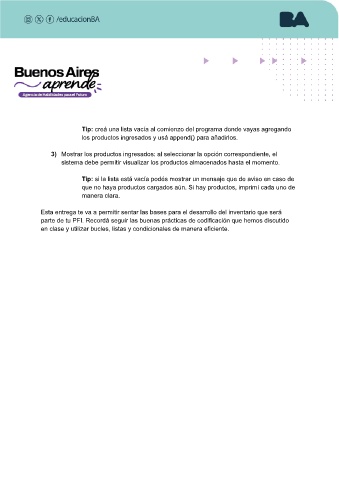 /educacionBA
BA
Buenos Aires
aprende
Agencia de Habilidades para el Futuro
Tip: creá una lista vacía al comienzo del programa donde vayas agregando
los productos ingresados y usá append() para añadirlos.
3) Mostrar los productos ingresados: al seleccionar la opción correspondiente, el
sistema debe permitir visualizar los productos almacenados hasta el momento.
Tip: si la lista está vacía podés mostrar un mensaje que de aviso en caso de
que no haya productos cargados aún. Si hay productos, imprimí cada uno de
manera clara.
Esta entrega te va a permitir sentar las bases para el desarrollo del inventario que será
parte de tu PFI. Recordá seguir las buenas prácticas de codificación que hemos discutido
en clase y utilizar bucles, listas y condicionales de manera eficiente.